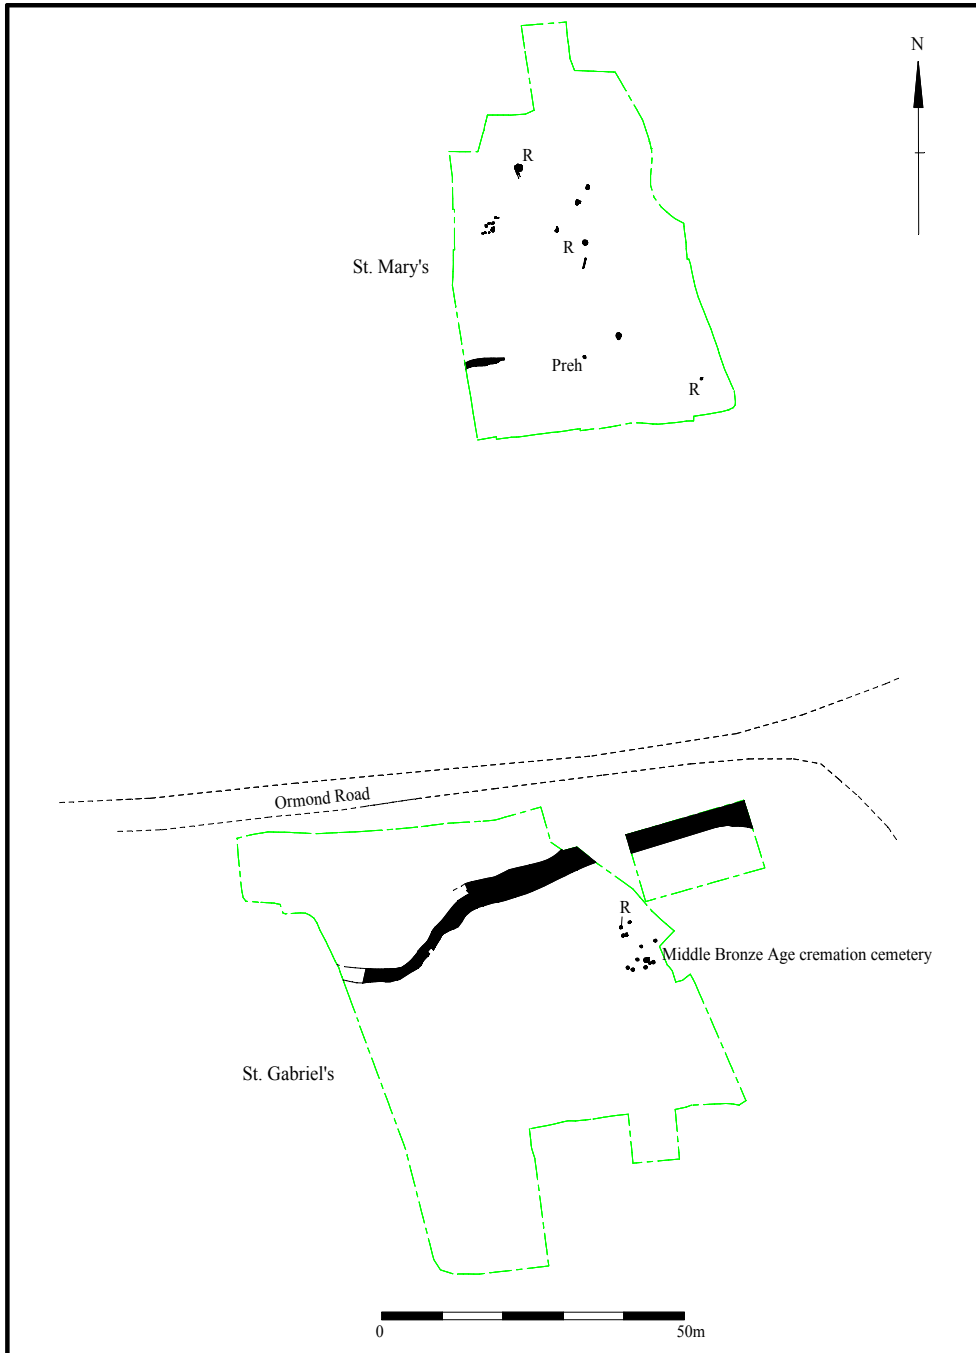 N
R
St. Mary's
R
Preh
R
Ormond Road
R
Middle Bronze Age cremation cemetery
St. Gabriel's
0
50m